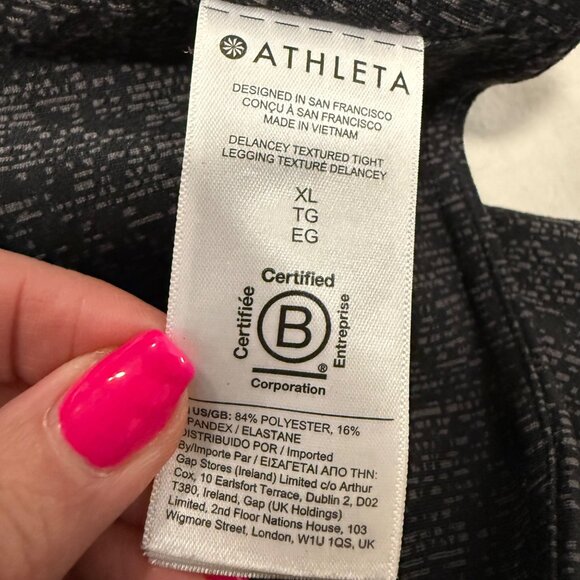 ATHLETA
DESIGNED IN SAN FRANCISCO
CONÇU À SAN FRANCISCO
MADE IN VIETNAM
DELANCEY TEXTURED TIGHT
LEGGING TEXTURÉ DELANCEY
XL
TG
EG
Certified
Certifiée
B
®
Entreprise
Corporation
US/GB: 84% POLYESTER, 16%
PANDEX / ELASTANE
DISTRIBUIDO POR / Imported
By/Importe Par / ΕΙΣΑΓΕΤΑΙ ΑΠΟ ΤΗΝ:
Gap Stores (Ireland) Limited c/o Arthur
Cox, 10 Earlsfort Terrace, Dublin 2, D02
T380, Ireland, Gap (UK Holdings)
Limited, 2nd Floor Nations House, 103
Wigmore Street, London, W1U 1QS, UK